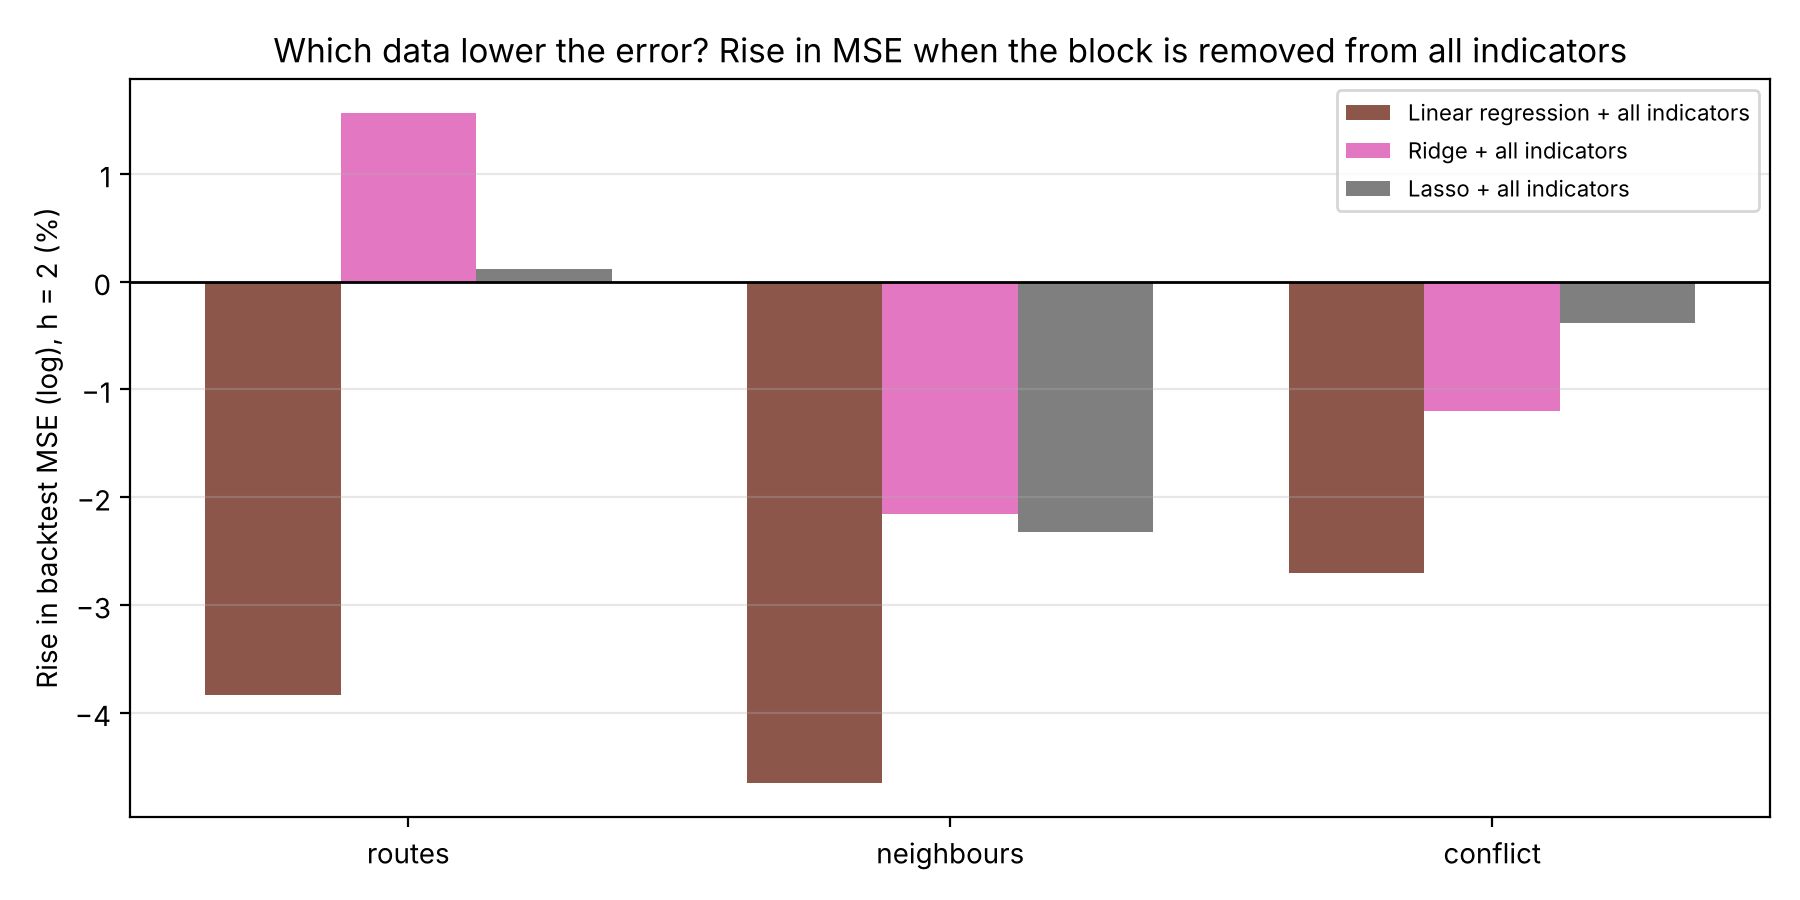 Which data lower the error? Rise in MSE when the block is removed from all indicators
Linear regression + all indicators
Ridge + all indicators
Lasso + all indicators
Rise in backtest MSE (log), h = 2 (%)
1
0
−1
−2
−3
−4
routes
neighbours
conflict